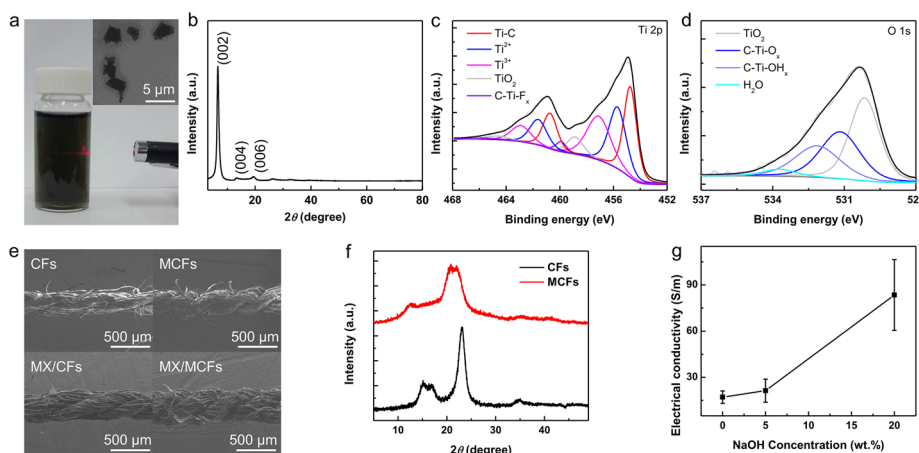 a
5 μm
b
Intensity (a.u.)
(002)
(004)
(006)
0
20
40
60
80
2θ (degree)
c
Ti 2p
Intensity (a.u.)
Ti-C
Ti²⁺
Ti³⁺
TiO₂
C-Ti-Fₓ
468
464
460
456
452
Binding energy (eV)
d
O 1s
Intensity (a.u.)
TiO₂
C-Ti-Oₓ
C-Ti-OHₓ
H₂O
537
534
531
52
Binding energy (eV)
e
CFs
500 μm
MCFs
500 μm
MX/CFs
500 μm
MX/MCFs
500 μm
f
Intensity (a.u.)
CFs
MCFs
10
20
30
40
2θ (degree)
g
Electrical conductivity (S/m)
120
90
60
30
0
0
5
10
15
20
NaOH Concentration (wt.%)